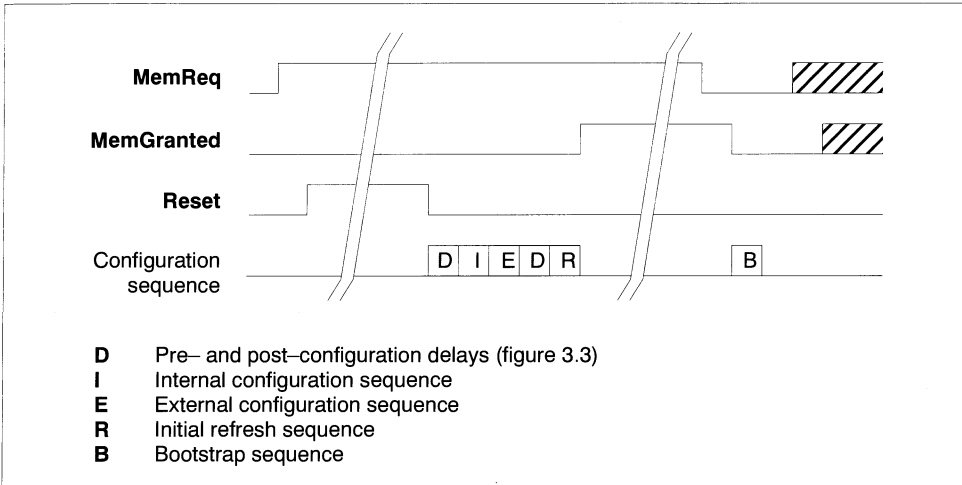 MemReq
MemGranted
Reset
Configuration
sequence
D I E D R
B
D Pre– and post–configuration delays (figure 3.3)
I Internal configuration sequence
E External configuration sequence
R Initial refresh sequence
B Bootstrap sequence